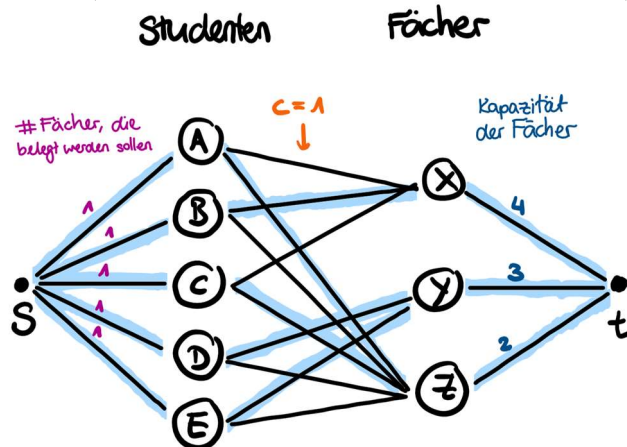 Studenten
Fächer
#Fächer, die
belegt werden sollen
c=1
Kapazität
der Fächer
A
B
C
D
E
X
Y
Z
1
1
1
1
1
4
3
2
S
t